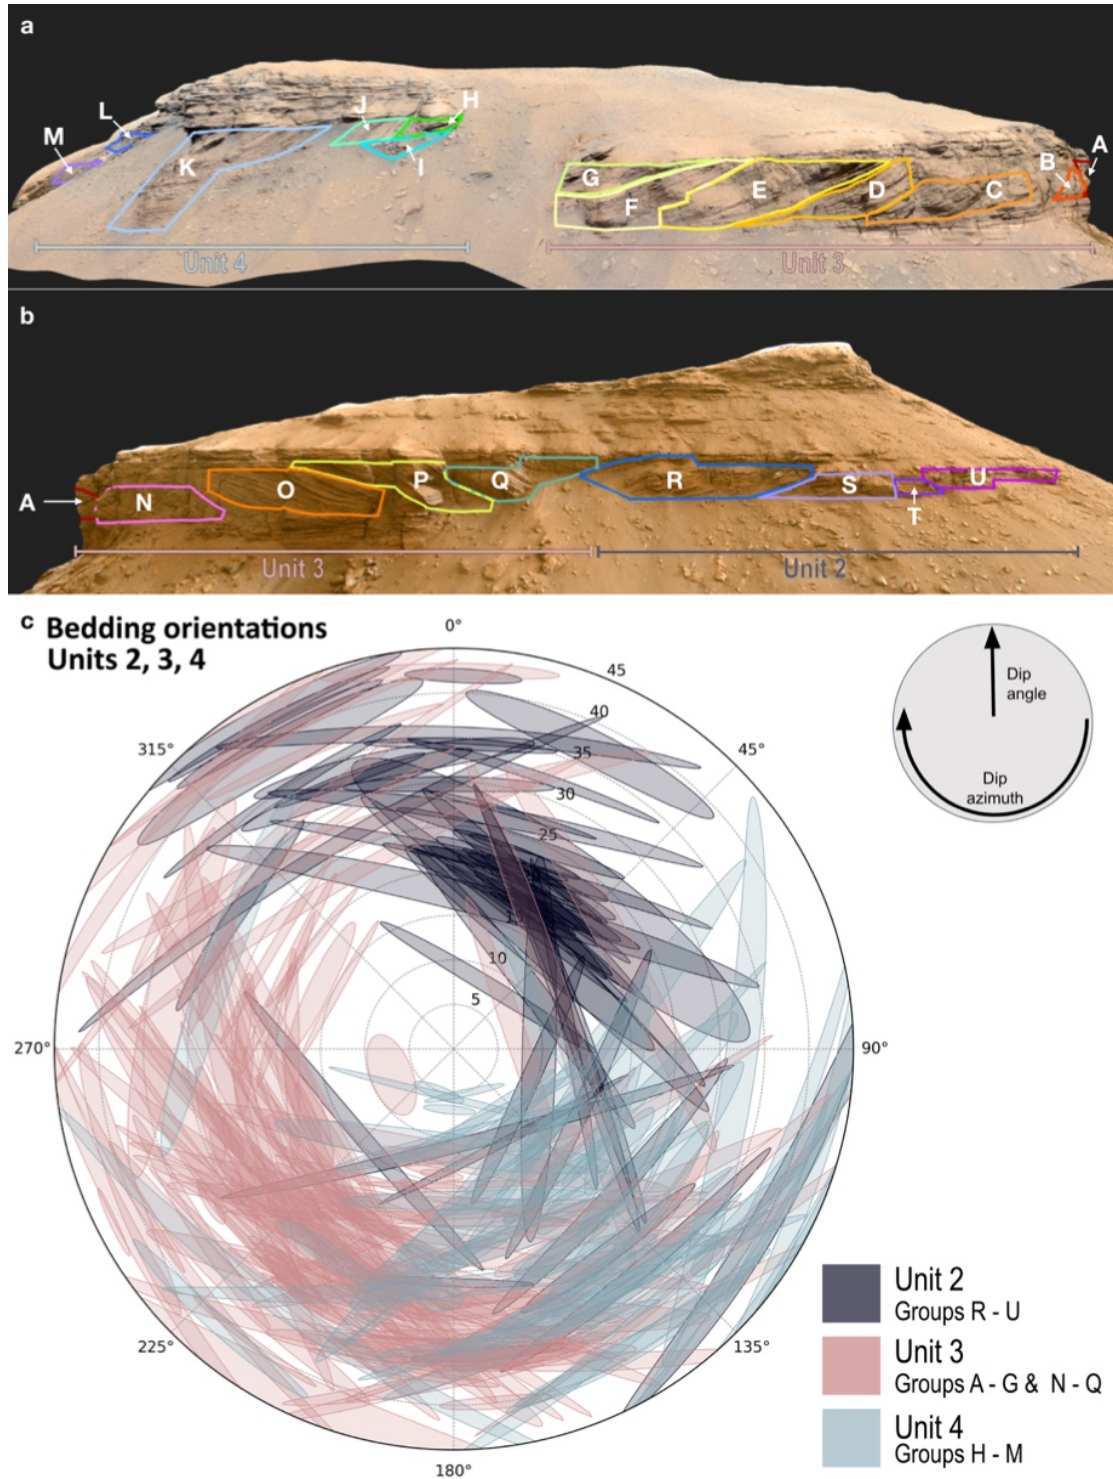 a
L
M
K
J
H
I
G
F
E
D
C
B
A
Unit 4
Unit 3
b
A
N
O
P
Q
R
S
T
U
Unit 3
Unit 2
c Bedding orientations
Units 2, 3, 4
0°
45
40
35
30
25
10
5
315°
45°
270°
90°
225°
135°
180°
Dip
angle
Dip
azimuth
Unit 2
Groups R - U
Unit 3
Groups A - G & N - Q
Unit 4
Groups H - M